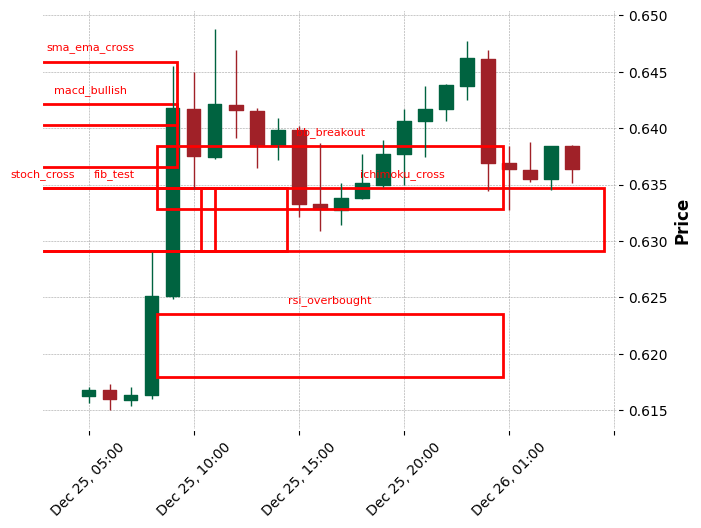 0.650
sma_ema_cross
0.645
macd_bullish
0.640
b_breakout
stoch_cross
fib_test
ichimoku_cross
0.635
Price
0.630
rsi_overbought
0.625
0.620
0.615
Dec 25, 05:00
Dec 25, 10:00
Dec 25, 15:00
Dec 25, 20:00
Dec 26, 01:00